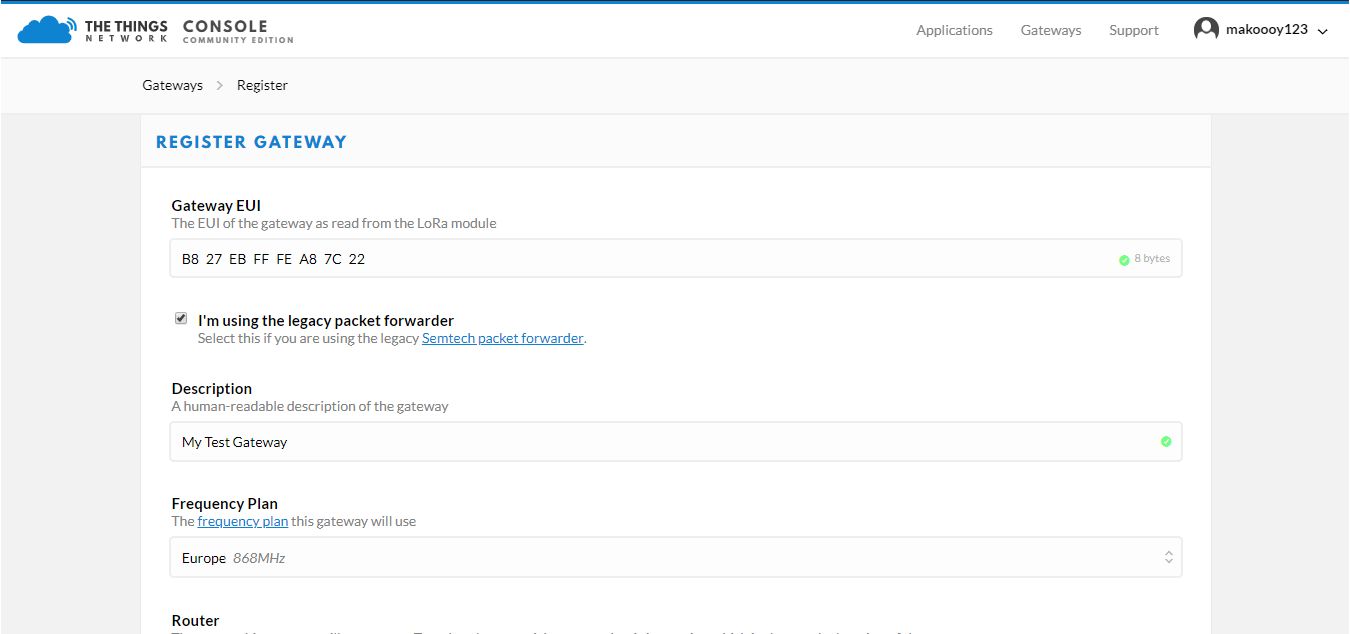 THE THINGS NETWORK CONSOLE COMMUNITY EDITION Applications Gateways Support makoooy123
Gateways > Register
REGISTER GATEWAY
Gateway EUI
The EUI of the gateway as read from the LoRa module
B8 27 EB FF FE A8 7C 22 8 bytes
I'm using the legacy packet forwarder
Select this if you are using the legacy Semtech packet forwarder.
Description
A human-readable description of the gateway
My Test Gateway
Frequency Plan
The frequency plan this gateway will use
Europe 868MHz
Router